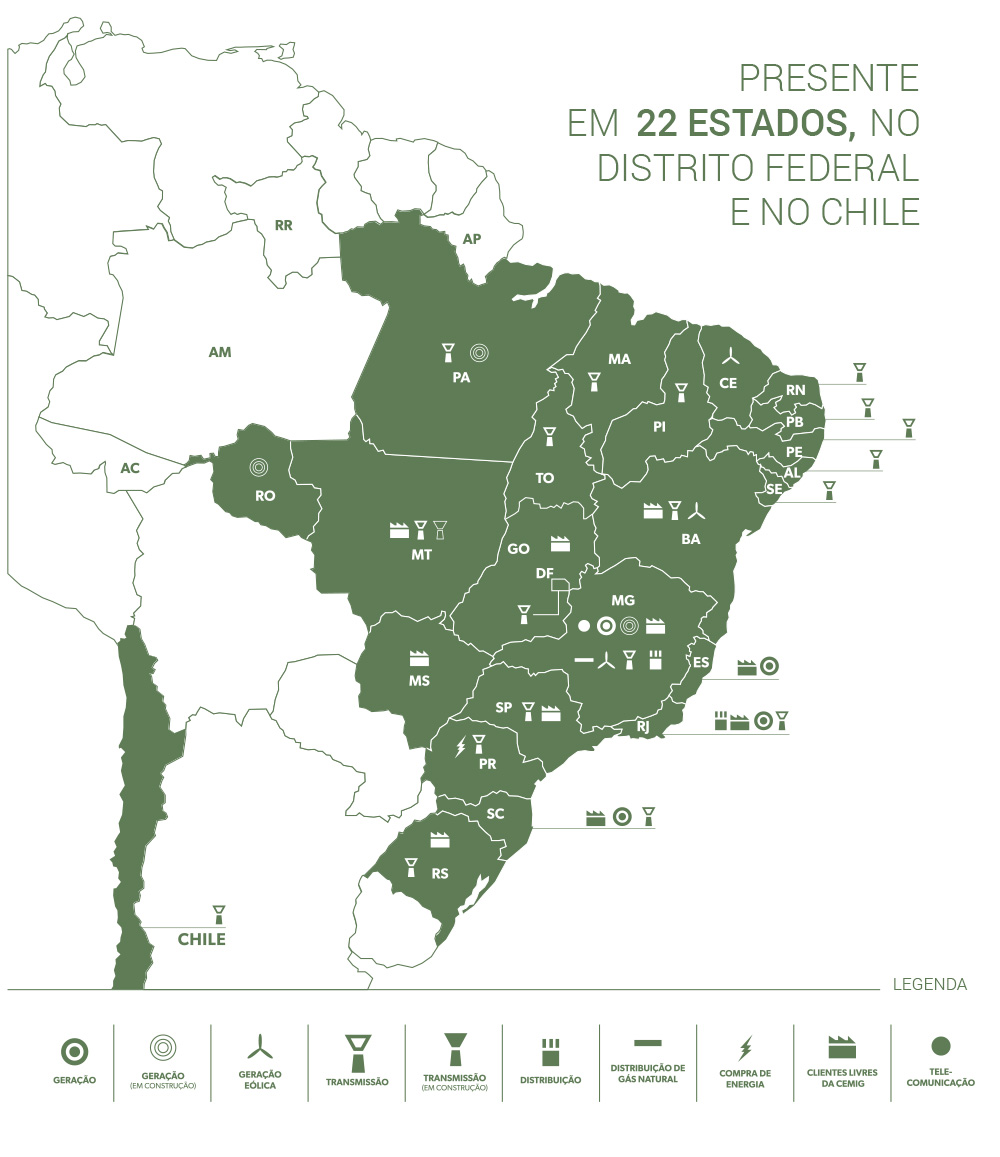 PRESENTE
EM 22 ESTADOS, NO
DISTRITO FEDERAL
E NO CHILE
RR
AP
AM
PA
MA
CE
RN
PI
PB
PE
AC
AL
TO
SE
RO
BA
GO
MT
DF
MG
ES
MS
SP
RJ
PR
SC
RS
CHILE
LEGENDA
GERAÇÃO
GERAÇÃO
(EM CONSTRUÇÃO)
GERAÇÃO
EÓLICA
TRANSMISSÃO
TRANSMISSÃO
(EM CONSTRUÇÃO)
DISTRIBUIÇÃO
DISTRIBUIÇÃO DE
GÁS NATURAL
COMPRA DE
ENERGIA
CLIENTES LIVRES
DA CEMIG
TELE-
COMUNICAÇÃO